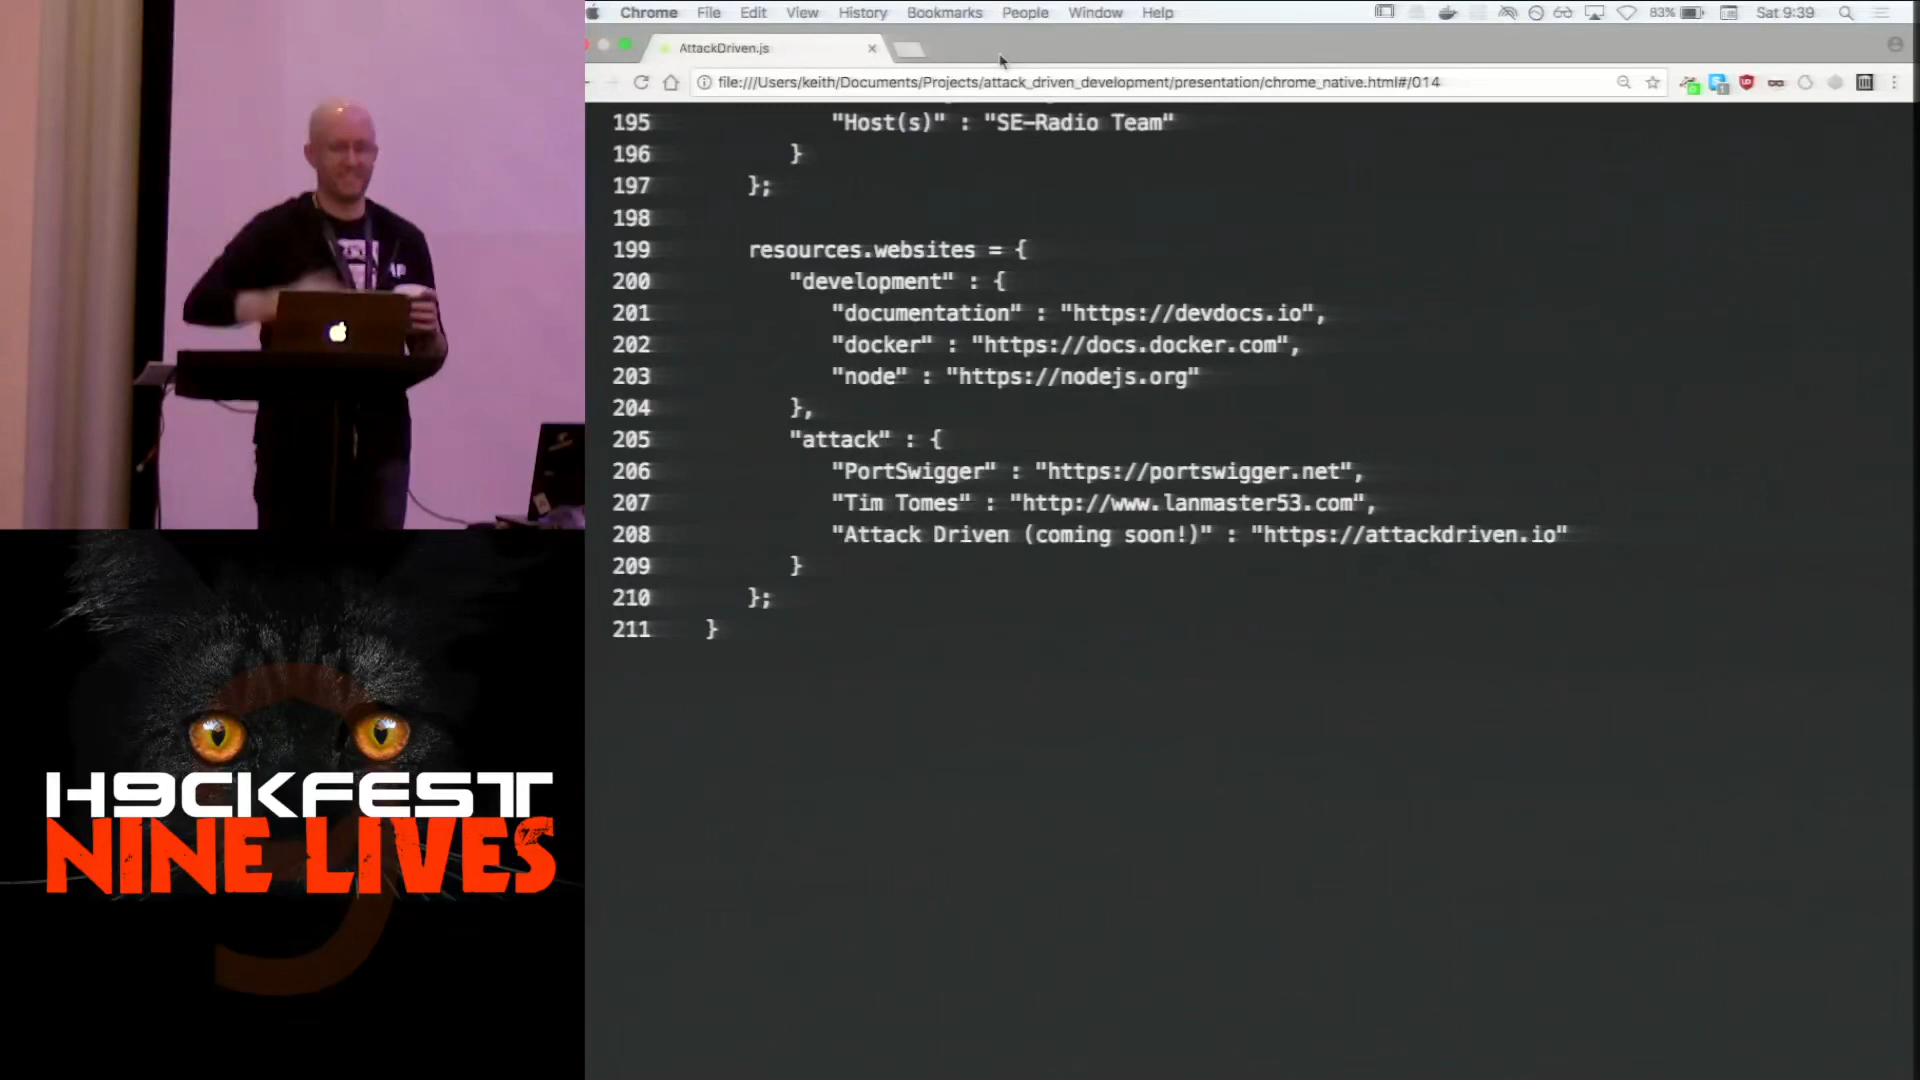 Chrome File Edit View History Bookmarks People Window Help 83% Sat 9:39
AttackDriven.js
file:///Users/keith/Documents/Projects/attack_driven_development/presentation/chrome_native.html#/014
195 "Host(s)" : "SE-Radio Team"
196 }
197 };
198
199 resources.websites = {
200 "development" : {
201 "documentation" : "https://devdocs.io",
202 "docker" : "https://docs.docker.com",
203 "node" : "https://nodejs.org"
204 },
205 "attack" : {
206 "PortSwigger" : "https://portswigger.net",
207 "Tim Tomes" : "http://www.lanmaster53.com",
208 "Attack Driven (coming soon!)" : "https://attackdriven.io"
209 }
210 };
211 }
H9CKFEST
NINE LIVES